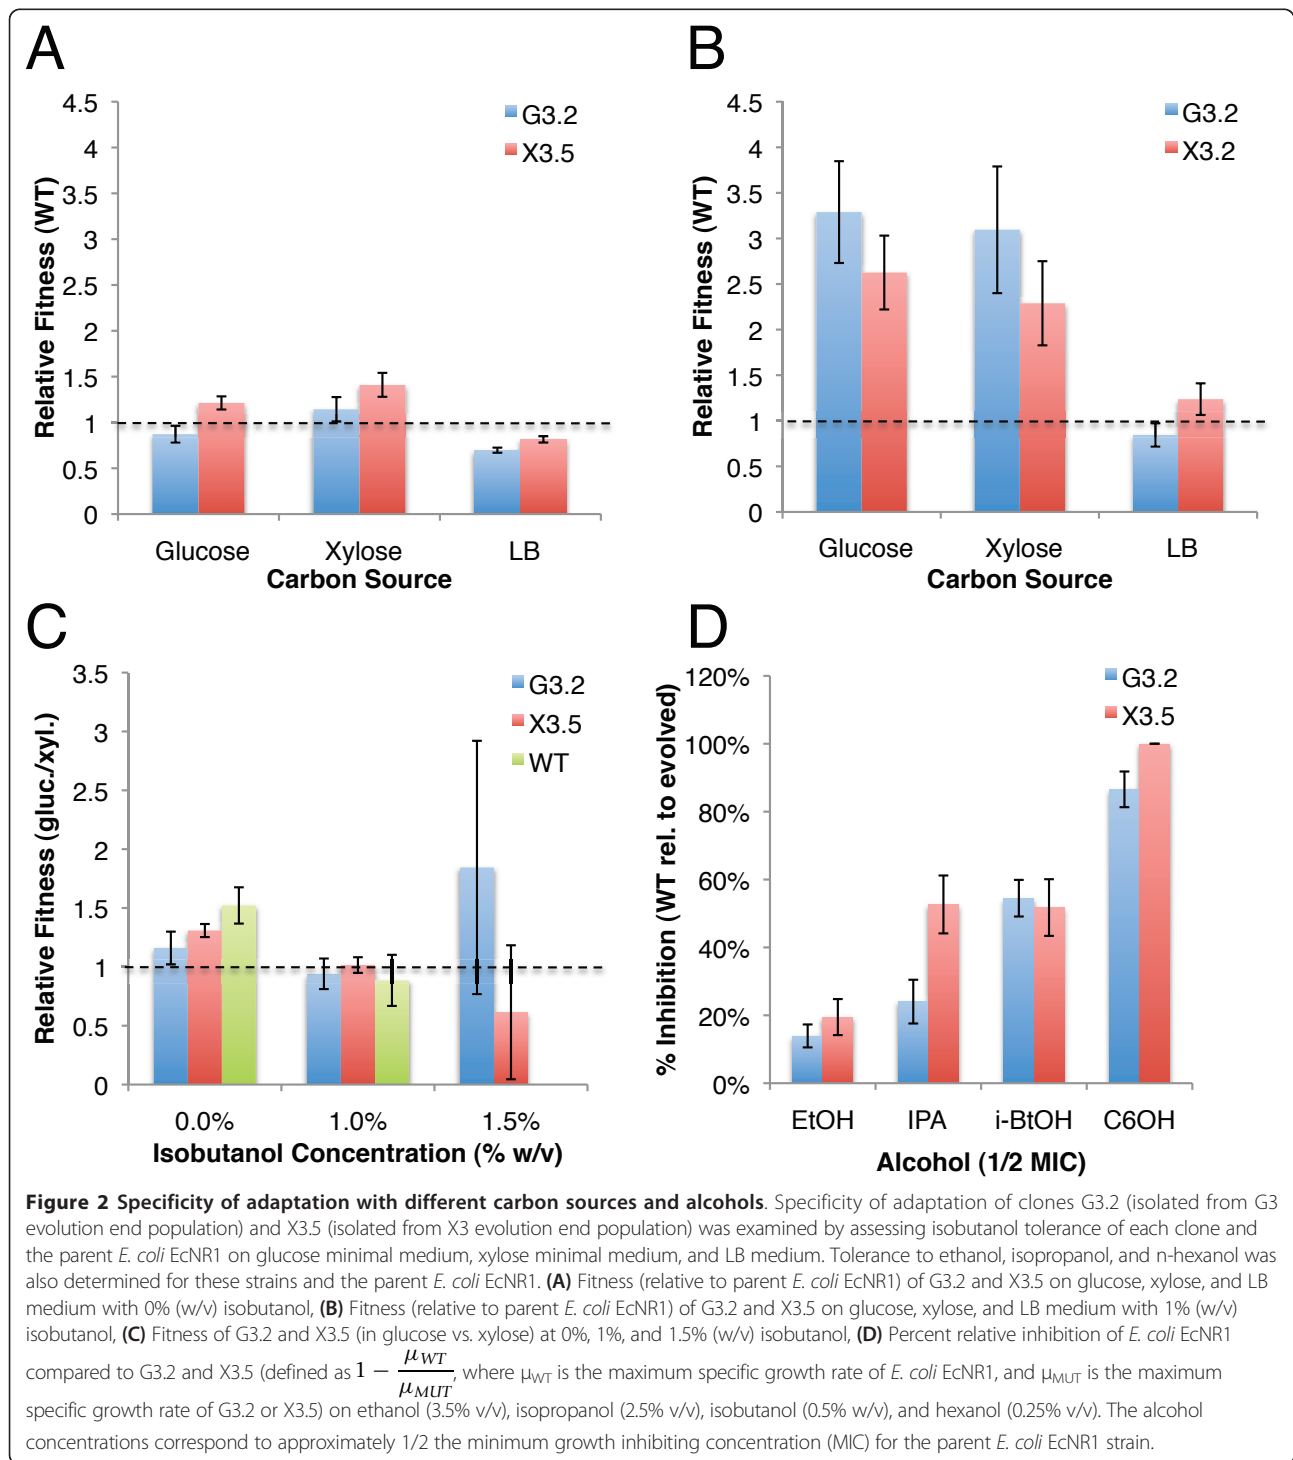 A
4.5
4
3.5
3
2.5
2
1.5
1
0.5
0
Relative Fitness (WT)
G3.2
X3.5
Glucose Xylose LB
Carbon Source
B
4.5
4
3.5
3
2.5
2
1.5
1
0.5
0
Relative Fitness (WT)
G3.2
X3.2
Glucose Xylose LB
Carbon Source
C
3.5
3
2.5
2
1.5
1
0.5
0
Relative Fitness (gluc./xyl.)
G3.2
X3.5
WT
0.0% 1.0% 1.5%
Isobutanol Concentration (% w/v)
D
120%
100%
80%
60%
40%
20%
0%
% Inhibition (WT rel. to evolved)
G3.2
X3.5
EtOH IPA i-BtOH C6OH
Alcohol (1/2 MIC)
Figure 2 Specificity of adaptation with different carbon sources and alcohols. Specificity of adaptation of clones G3.2 (isolated from G3
evolution end population) and X3.5 (isolated from X3 evolution end population) was examined by assessing isobutanol tolerance of each clone and
the parent E. coli EcNR1 on glucose minimal medium, xylose minimal medium, and LB medium. Tolerance to ethanol, isopropanol, and n-hexanol was
also determined for these strains and the parent E. coli EcNR1. (A) Fitness (relative to parent E. coli EcNR1) of G3.2 and X3.5 on glucose, xylose, and LB
medium with 0% (w/v) isobutanol, (B) Fitness (relative to parent E. coli EcNR1) of G3.2 and X3.5 on glucose, xylose, and LB medium with 1% (w/v)
isobutanol, (C) Fitness of G3.2 and X3.5 (in glucose vs. xylose) at 0%, 1%, and 1.5% (w/v) isobutanol, (D) Percent relative inhibition of E. coli EcNR1
compared to G3.2 and X3.5 (defined as 1 − μWT/μMUT, where μWT is the maximum specific growth rate of E. coli EcNR1, and μMUT is the maximum
specific growth rate of G3.2 or X3.5) on ethanol (3.5% v/v), isopropanol (2.5% v/v), isobutanol (0.5% w/v), and hexanol (0.25% v/v). The alcohol
concentrations correspond to approximately 1/2 the minimum growth inhibiting concentration (MIC) for the parent E. coli EcNR1 strain.